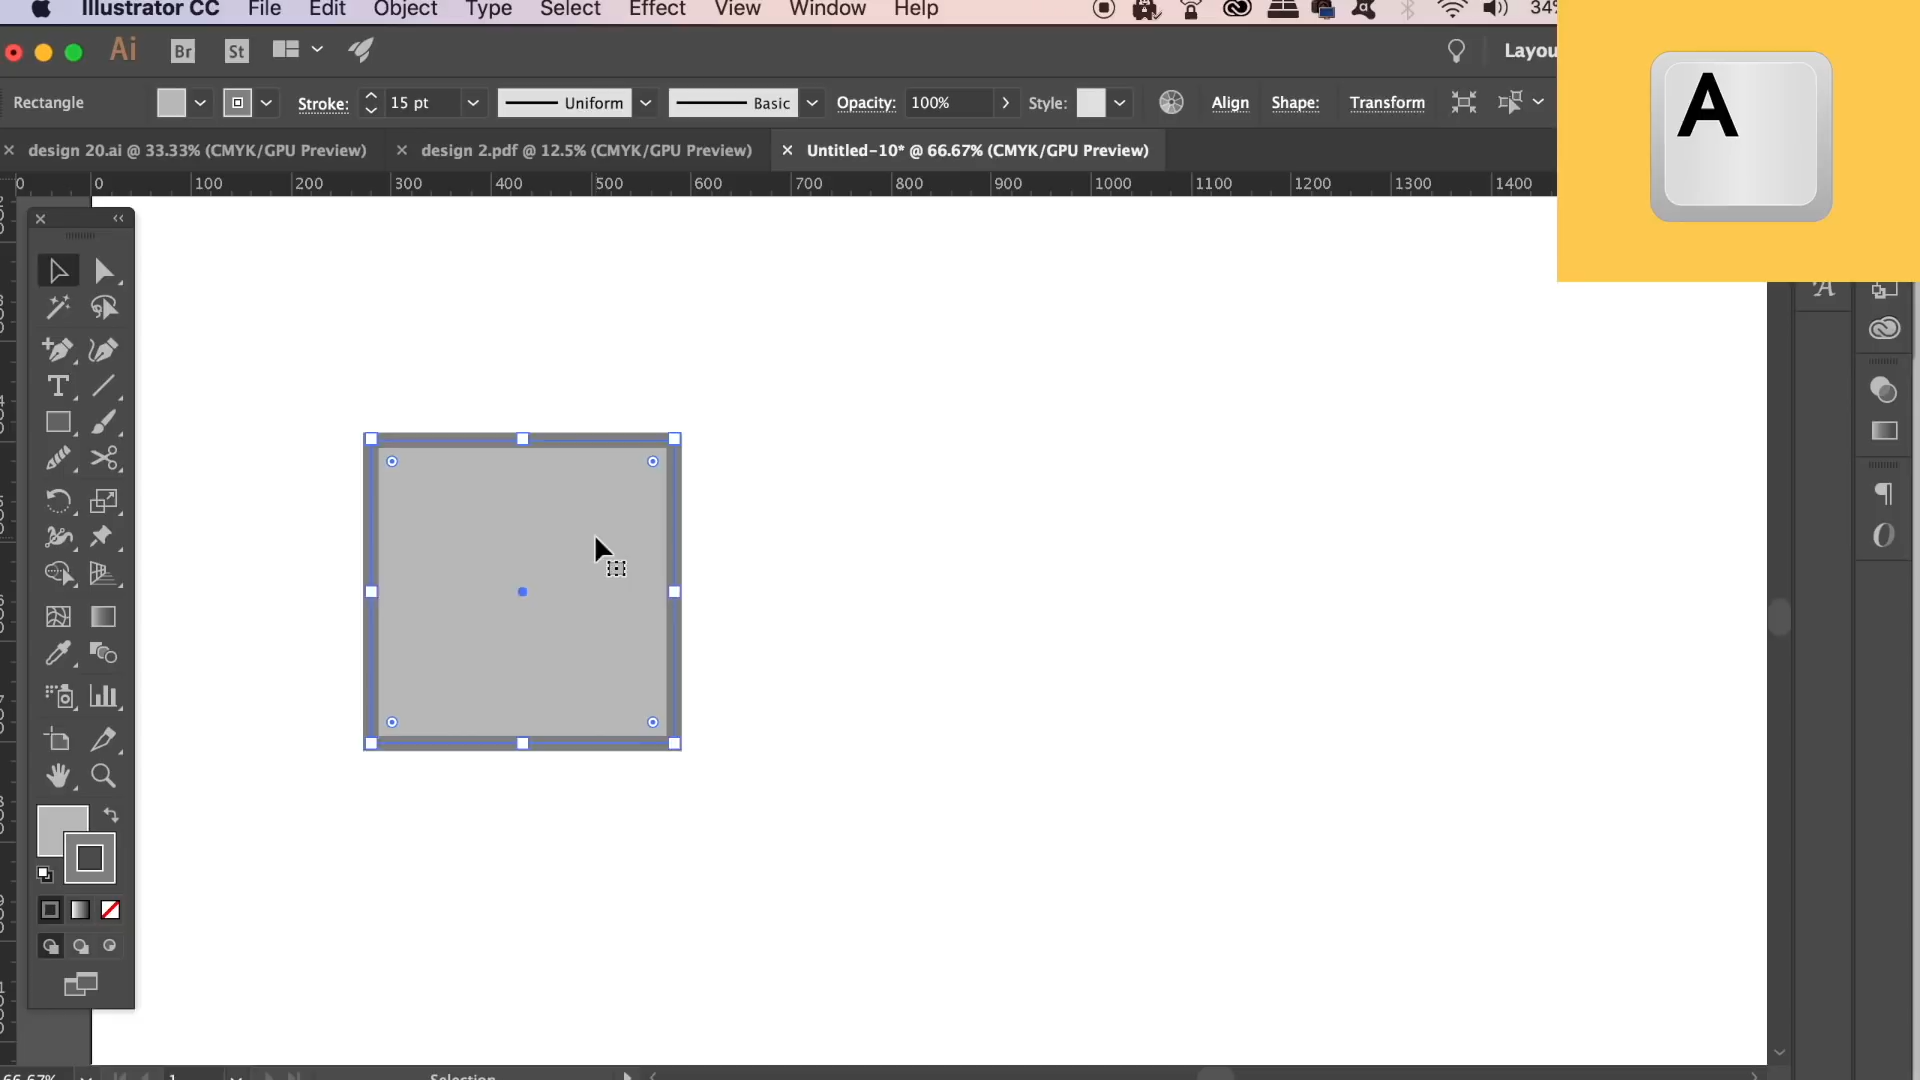 Illustrator CC File Edit Object Type Select Effect View Window Help 34%
Ai Br St Layou
Rectangle Stroke: 15 pt Uniform Basic Opacity: 100% Style: Align Shape: Transform
design 20.ai @ 33.33% (CMYK/GPU Preview) design 2.pdf @ 12.5% (CMYK/GPU Preview) Untitled-10* @ 66.67% (CMYK/GPU Preview)
0 0 100 200 300 400 500 600 700 800 900 1000 1100 1200 1300 1400
A
66.67% 1 Selection